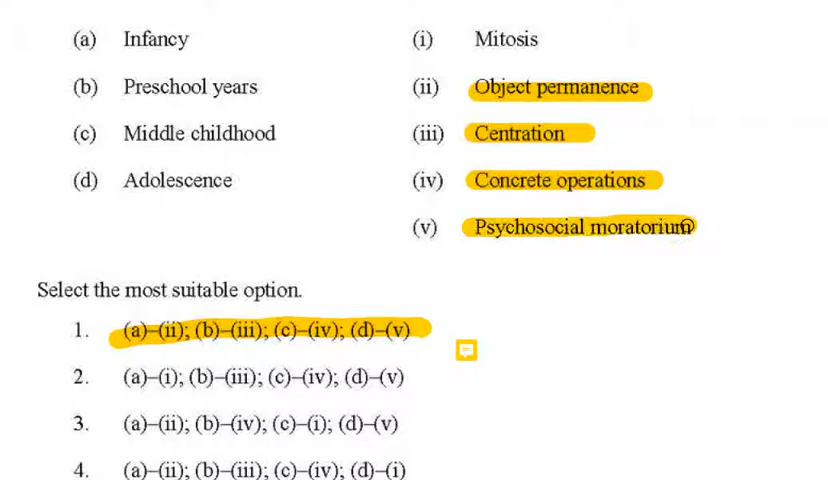 (a) Infancy (i) Mitosis
(b) Preschool years (ii) Object permanence
(c) Middle childhood (iii) Centration
(d) Adolescence (iv) Concrete operations
(v) Psychosocial moratorium
Select the most suitable option.
1. (a)–(ii); (b)–(iii); (c)–(iv); (d)–(v)
2. (a)–(i); (b)–(iii); (c)–(iv); (d)–(v)
3. (a)–(ii); (b)–(iv); (c)–(i); (d)–(v)
4. (a)–(ii); (b)–(iii); (c)–(iv); (d)–(i)